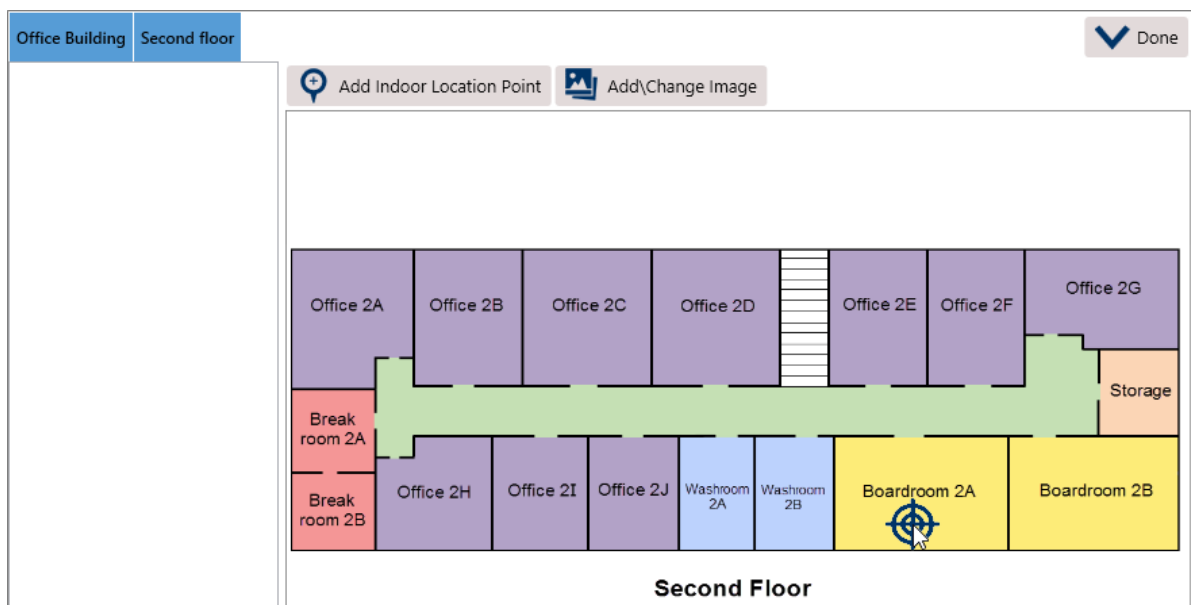 Office Building
Second floor
Done
Add Indoor Location Point
Add\Change Image
Office 2A
Office 2B
Office 2C
Office 2D
Office 2E
Office 2F
Office 2G
Storage
Break
room 2A
Break
room 2B
Office 2H
Office 2I
Office 2J
Washroom
2A
Washroom
2B
Boardroom 2A
Boardroom 2B
Second Floor